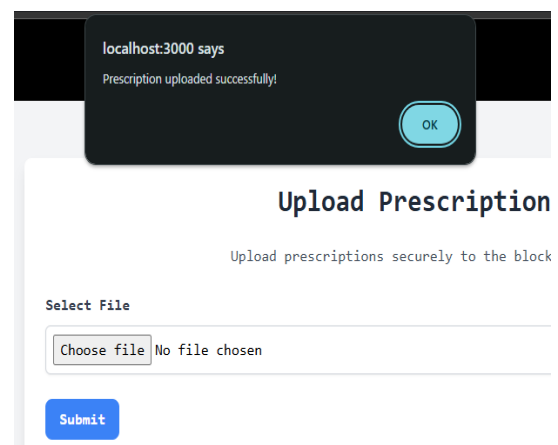 localhost:3000 says
Prescription uploaded successfully!
OK
Upload Prescription
Upload prescriptions securely to the block
Select File
Choose file No file chosen
Submit